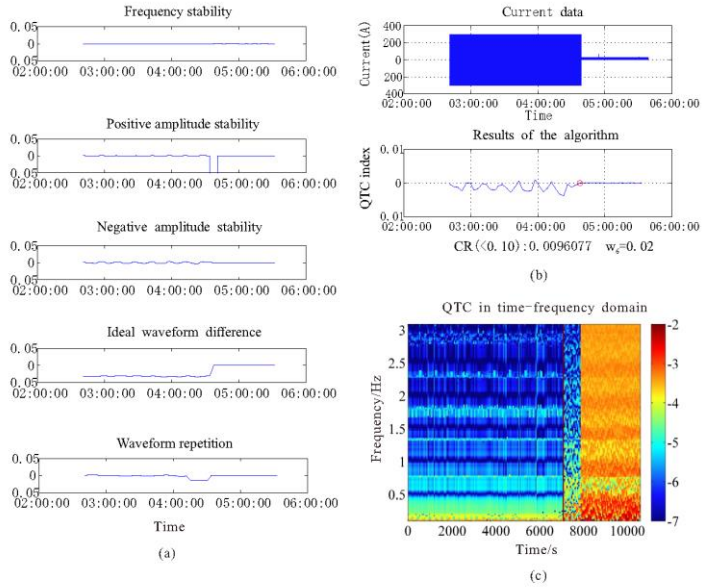 (a)
Frequency stability
0.05
0
0.05
02:00:00 03:00:00 04:00:00 05:00:00 06:00:00
Positive amplitude stability
0.05
0
0.05
02:00:00 03:00:00 04:00:00 05:00:00 06:00:00
Negative amplitude stability
0.05
0
0.05
02:00:00 03:00:00 04:00:00 05:00:00 06:00:00
Ideal waveform difference
0.05
0
0.05
02:00:00 03:00:00 04:00:00 05:00:00 06:00:00
Waveform repetition
0.05
0
0.05
02:00:00 03:00:00 04:00:00 05:00:00 06:00:00
Time
(a)
(b)
Current data
Current(A)
400
200
0
200
400
02:00:00 03:00:00 04:00:00 05:00:00 06:00:00
Time
Results of the algorithm
QTC index
0.01
0
0.01
02:00:00 03:00:00 04:00:00 05:00:00 06:00:00
CR(<0.10):0.0096077 wₛ=0.02
(b)
QTC in time-frequency domain
Frequency/Hz
3
2.5
2
1.5
1
0.5
0 2000 4000 6000 8000 10000
Time/s
-2
-3
-4
-5
-6
-7
(c)